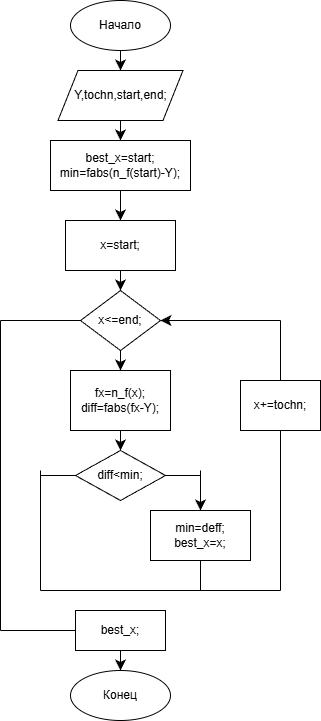 Начало
Y,tochn,start,end;
best_x=start;
min=fabs(n_f(start)-Y);
x=start;
x<=end;
fx=n_f(x);
diff=fabs(fx-Y);
x+=tochn;
diff<min;
min=deff;
best_x=x;
best_x;
Конец